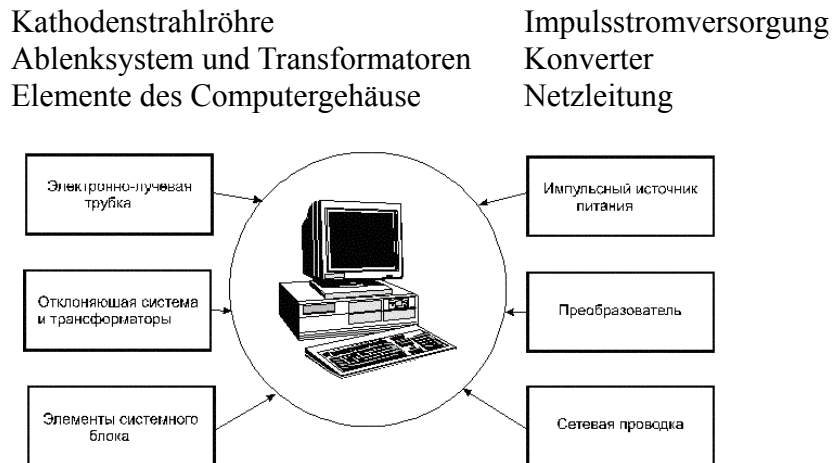 Kathodenstrahlröhre
Ablenksystem und Transformatoren
Elemente des Computergehäuse
Impulsstromversorgung
Konverter
Netzleitung
Электронно-лучевая
трубка
Отклоняюшая система
и трансформаторы
Элементы системного
блока
Импульсный источник
питания
Преобразователь
Сетевая проводка